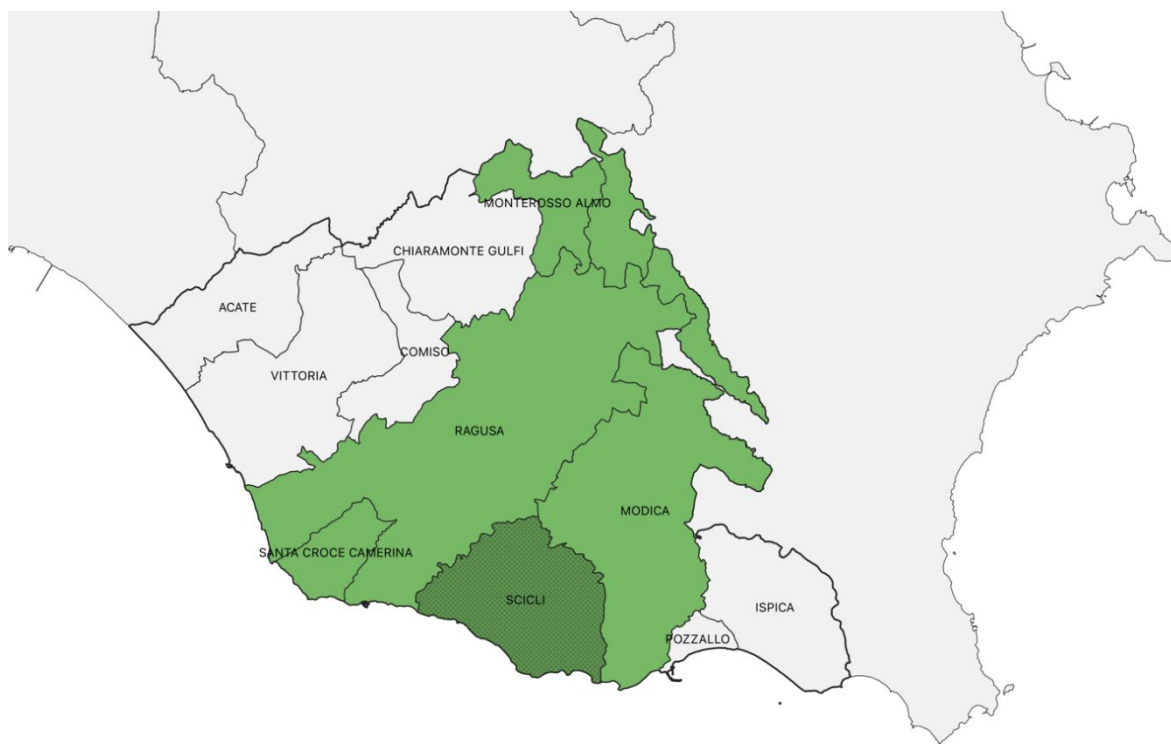 MONTEROSSO ALMO
CHIARAMONTE GULFI
ACATE
COMISO
VITTORIA
RAGUSA
MODICA
SANTA CROCE CAMERINA
SCICLI
ISPICA
POZZALLO